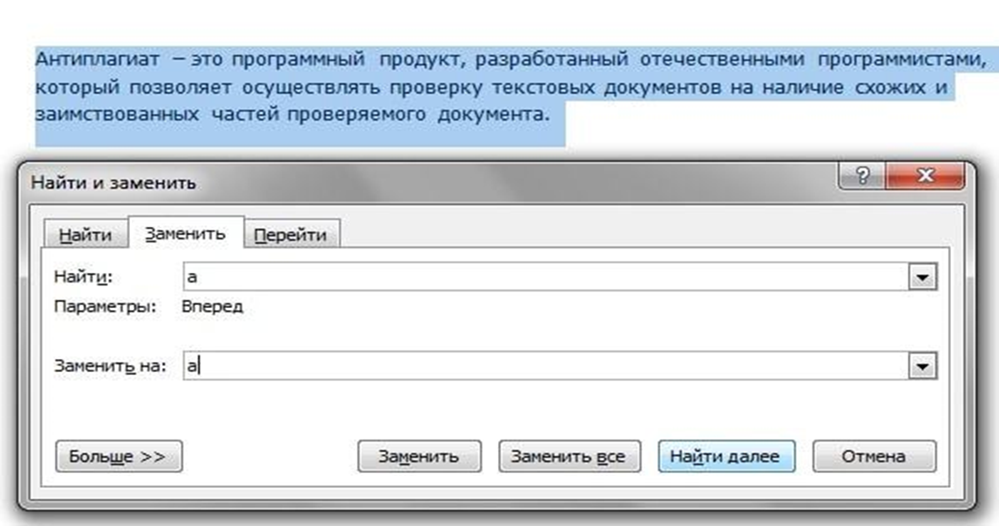 Антиплагиат – это программный продукт, разработанный отечественными программистами,
который позволяет осуществлять проверку текстовых документов на наличие схожих и
заимствованных частей проверяемого документа.
Найти и заменить
Найти Заменить Перейти
Найти: а
Параметры: Вперед
Заменить на: а
Больше >> Заменить Заменить все Найти далее Отмена